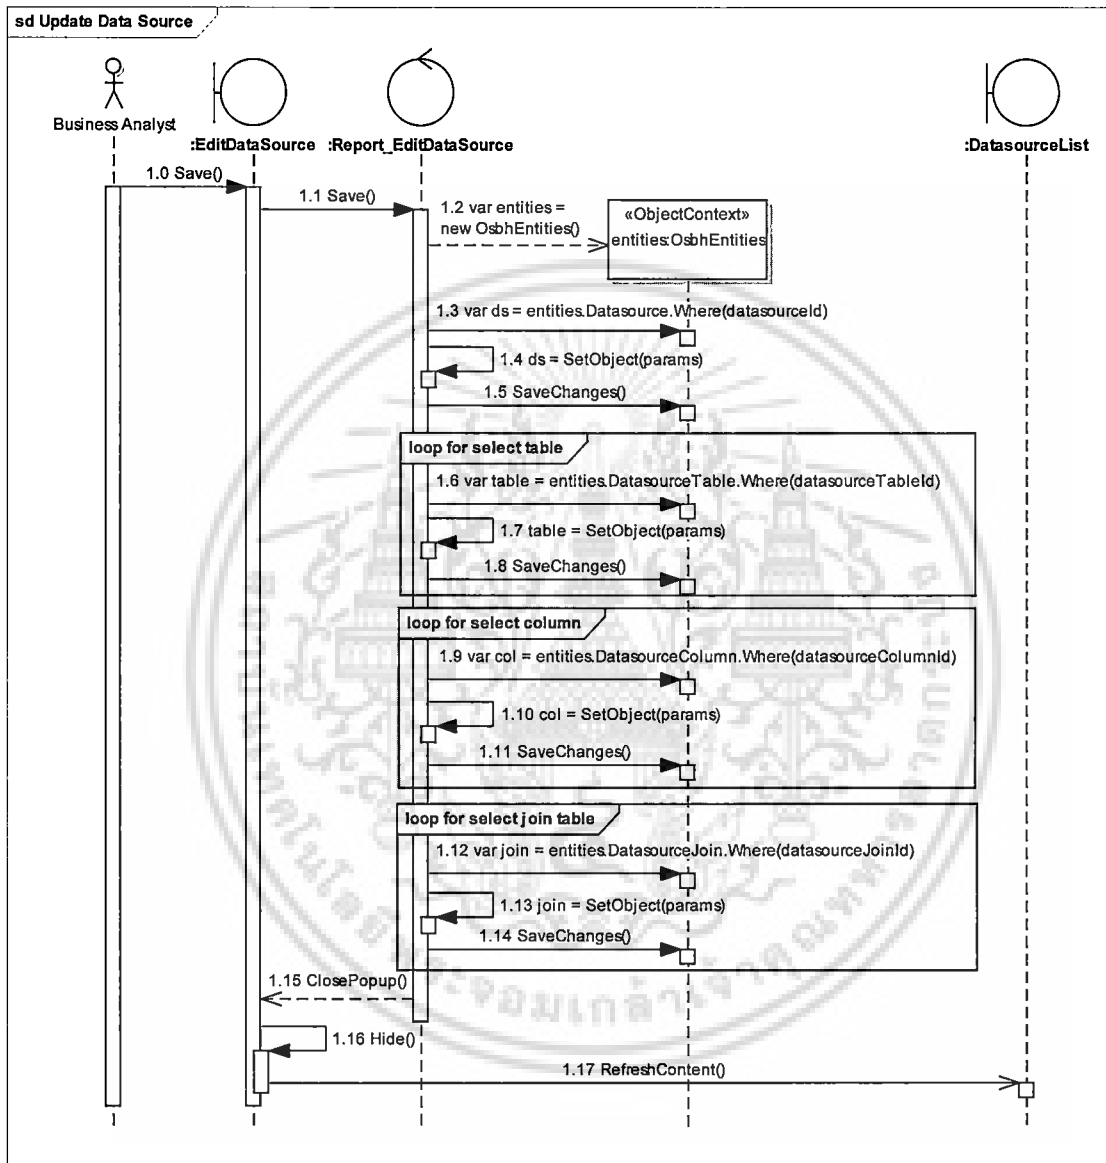 sd Update Data Source
Business Analyst
:EditDataSource
:Report_EditDataSource
:DatasourceList
1.0 Save()
1.1 Save()
1.2 var entities =
new OsbhEntities()
«ObjectContext»
entities:OsbhEntities
1.3 var ds = entities.Datasource.Where(datasourceId)
1.4 ds = SetObject(params)
1.5 SaveChanges()
loop for select table
1.6 var table = entities.DatasourceTable.Where(datasourceTableId)
1.7 table = SetObject(params)
1.8 SaveChanges()
loop for select column
1.9 var col = entities.DatasourceColumn.Where(datasourceColumnId)
1.10 col = SetObject(params)
1.11 SaveChanges()
loop for select join table
1.12 var join = entities.DatasourceJoin.Where(datasourceJoinId)
1.13 join = SetObject(params)
1.14 SaveChanges()
1.15 ClosePopup()
1.16 Hide()
1.17 RefreshContent()